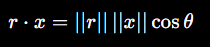 r · x = ||r|| ||x|| cos θ